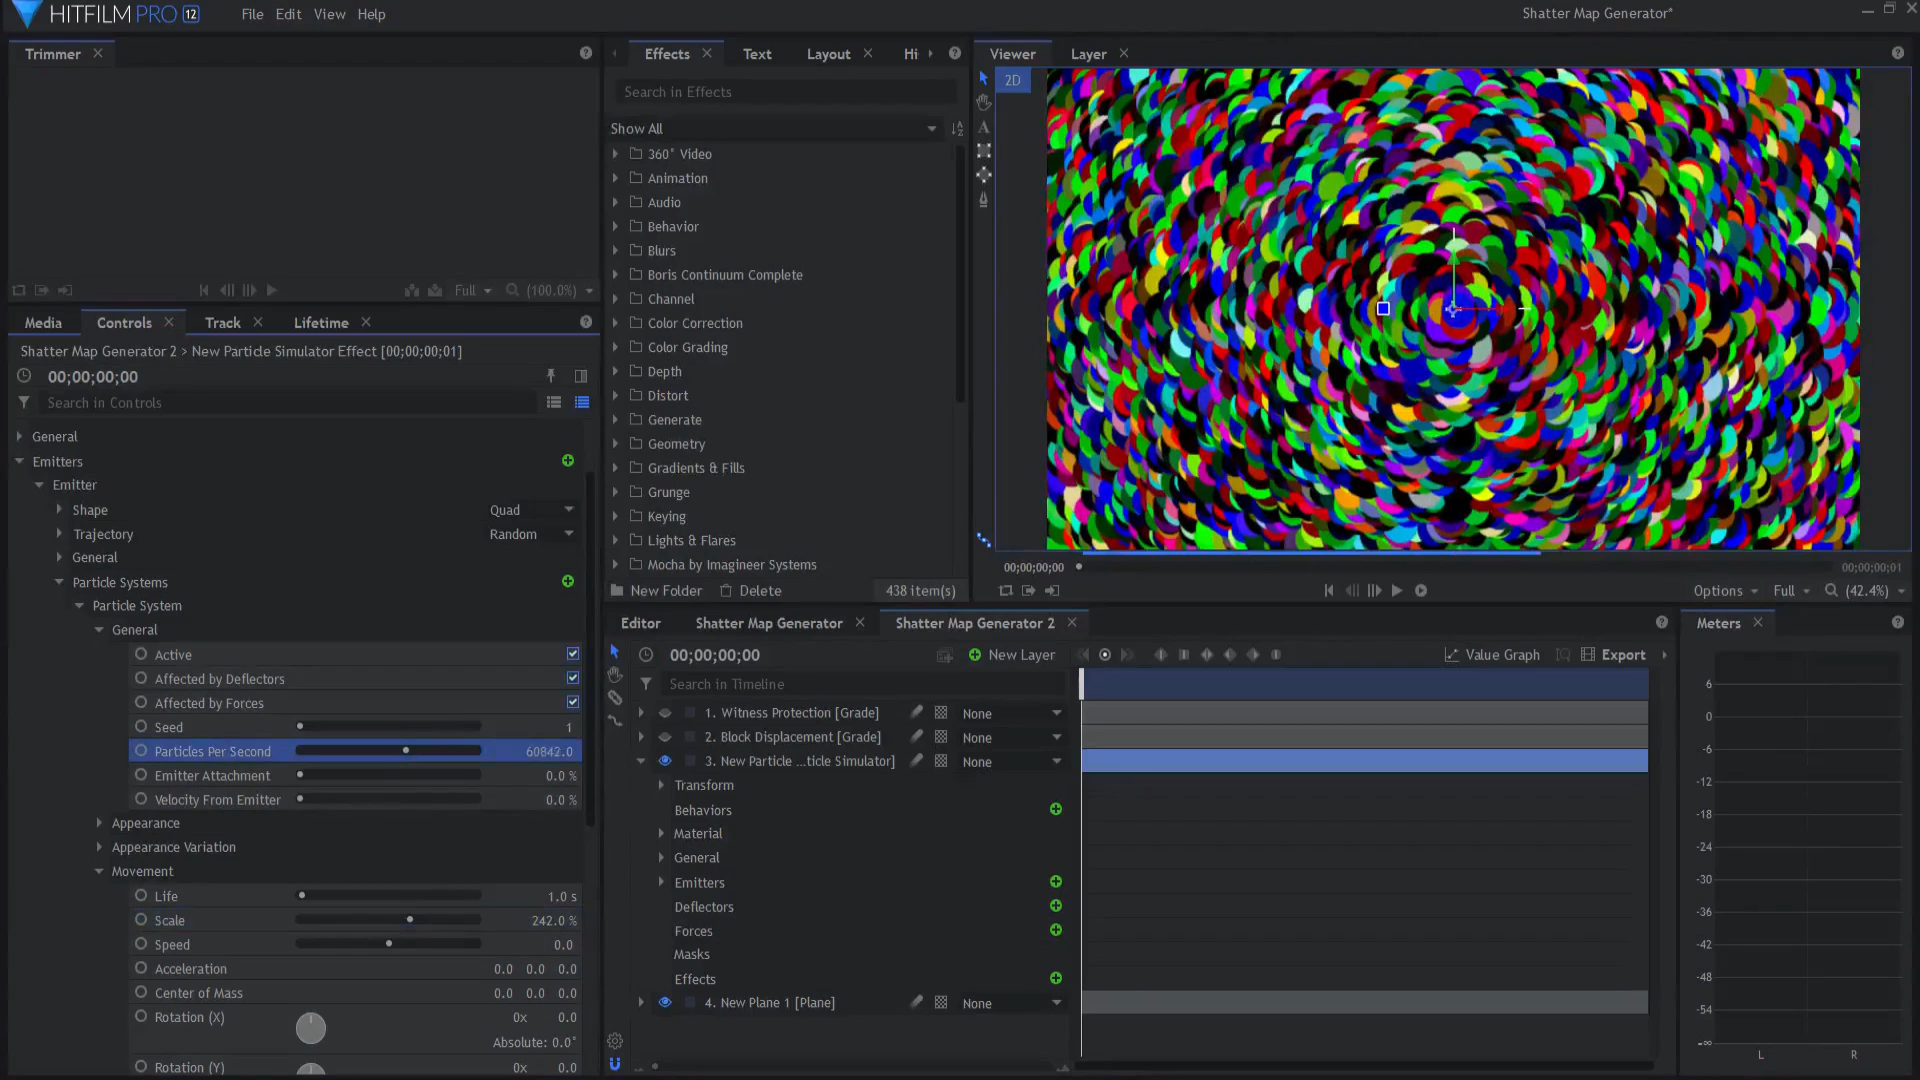 HITFILM PRO 12
File Edit View Help
Shatter Map Generator*
Trimmer
Full
(100.0%)
Media
Controls
Track
Lifetime
Shatter Map Generator 2 > New Particle Simulator Effect [00;00;00;01]
00;00;00;00
Search in Controls
General
Emitters
Emitter
Shape Quad
Trajectory Random
General
Particle Systems
Particle System
General
Active
Affected by Deflectors
Affected by Forces
Seed 1
Particles Per Second 60842.0
Emitter Attachment 0.0 %
Velocity From Emitter 0.0 %
Appearance
Appearance Variation
Movement
Life 1.0 s
Scale 242.0 %
Speed 0.0
Acceleration 0.0 0.0 0.0
Center of Mass 0.0 0.0 0.0
Rotation (X) 0x 0.0
Absolute: 0.0°
Rotation (Y) 0x 0.0
Effects
Text
Layout
Hi
Search in Effects
Show All
360° Video
Animation
Audio
Behavior
Blurs
Boris Continuum Complete
Channel
Color Correction
Color Grading
Depth
Distort
Generate
Geometry
Gradients & Fills
Grunge
Keying
Lights & Flares
Mocha by Imagineer Systems
New Folder Delete 438 item(s)
Viewer
Layer
2D
A
00;00;00;00
00;00;00;01
Options
Full
(42.4%)
Editor
Shatter Map Generator
Shatter Map Generator 2
00;00;00;00
New Layer
Value Graph
Export
Search in Timeline
1. Witness Protection [Grade] None
2. Block Displacement [Grade] None
3. New Particle ...ticle Simulator] None
Transform
Behaviors
Material
General
Emitters
Deflectors
Forces
Masks
Effects
4. New Plane 1 [Plane] None
Meters
6
0
-6
-12
-18
-24
-30
-36
-42
-48
-54
-∞
L R